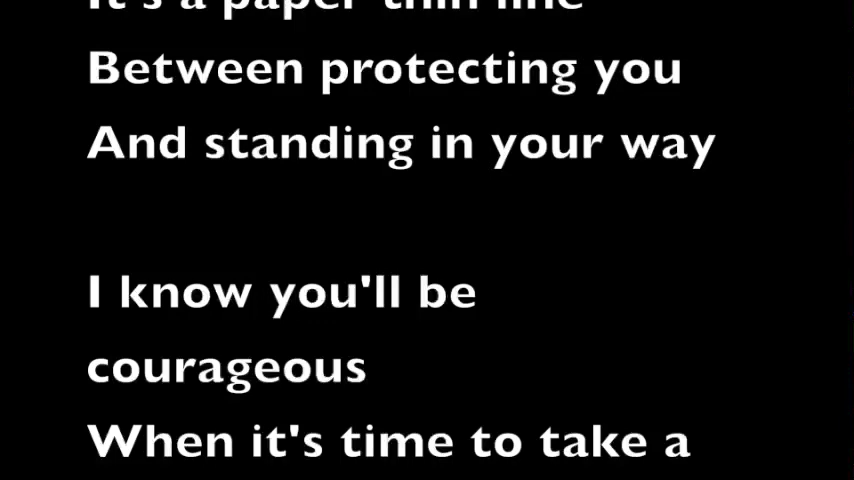 It's a paper thin line
Between protecting you
And standing in your way
I know you'll be
courageous
When it's time to take a